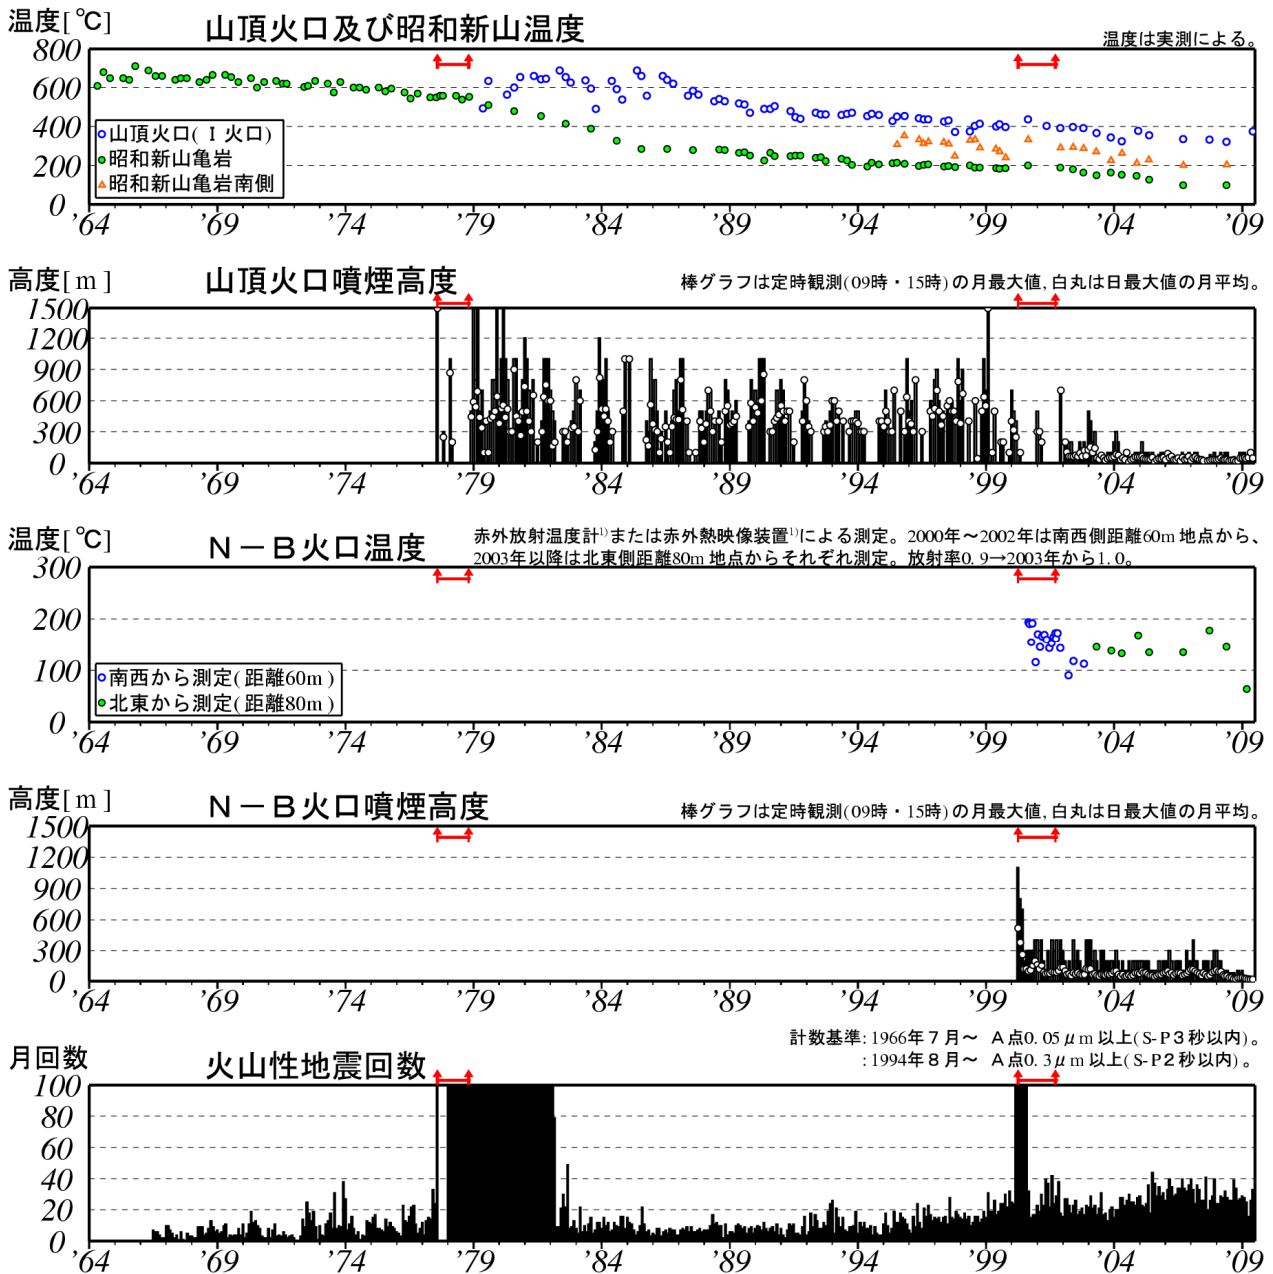 温度[℃]
山頂火口及び昭和新山温度
温度は実測による。
800
600
400
200
0
山頂火口(Ｉ火口)
昭和新山亀岩
昭和新山亀岩南側
'64 '69 '74 '79 '84 '89 '94 '99 '04 '09
高度[m]
山頂火口噴煙高度
棒グラフは定時観測(09時・15時)の月最大値,白丸は日最大値の月平均。
1500
1200
900
600
300
0
'64 '69 '74 '79 '84 '89 '94 '99 '04 '09
温度[℃]
Ｎ－Ｂ火口温度
赤外放射温度計1)または赤外熱映像装置1)による測定。2000年～2002年は南西側距離60m地点から、
2003年以降は北東側距離80m地点からそれぞれ測定。放射率0.9→2003年から1.0。
300
200
100
0
南西から測定(距離60m)
北東から測定(距離80m)
'64 '69 '74 '79 '84 '89 '94 '99 '04 '09
高度[m]
Ｎ－Ｂ火口噴煙高度
棒グラフは定時観測(09時・15時)の月最大値,白丸は日最大値の月平均。
1500
1200
900
600
300
0
'64 '69 '74 '79 '84 '89 '94 '99 '04 '09
月回数
火山性地震回数
計数基準:1966年７月～ Ａ点0.05μm以上(S-P３秒以内)。
:1994年８月～ Ａ点0.3μm以上(S-P２秒以内)。
100
80
60
40
20
0
'64 '69 '74 '79 '84 '89 '94 '99 '04 '09